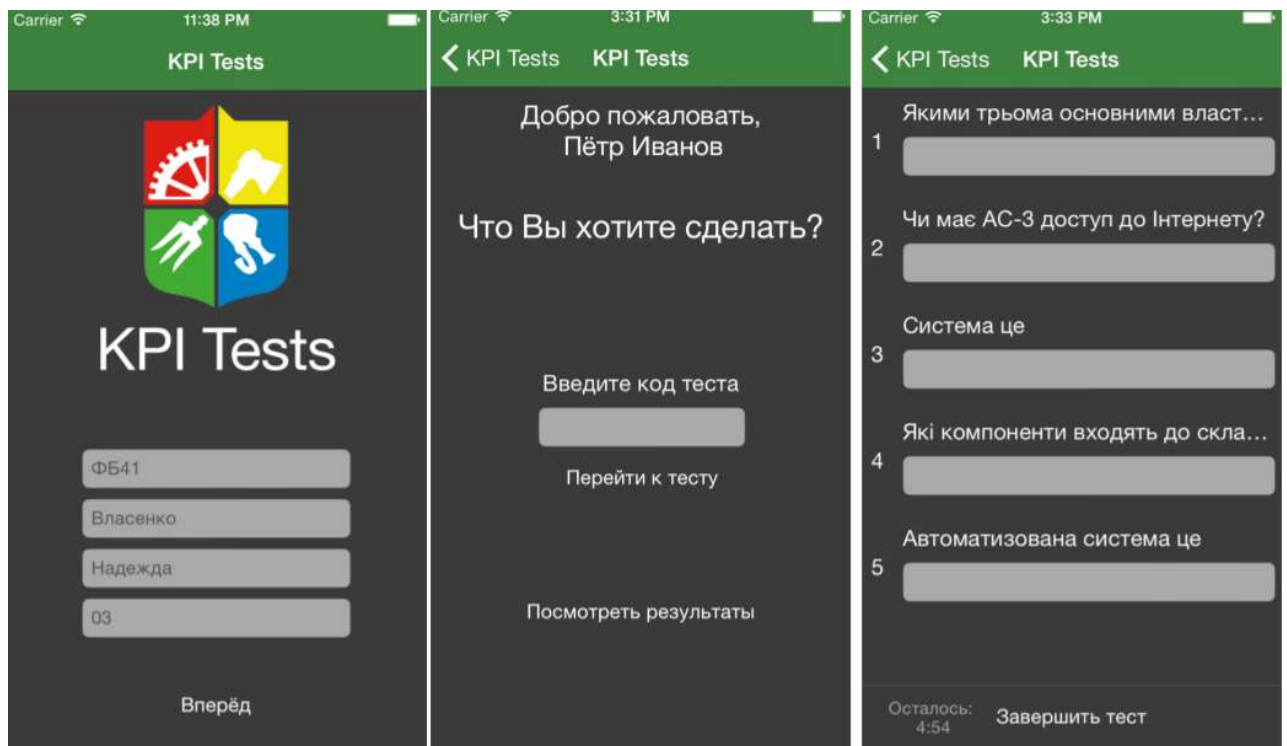 Carrier 11:38 PM
KPI Tests
KPI Tests
ФБ41
Власенко
Надежда
03
Вперёд
Carrier 3:31 PM
KPI Tests KPI Tests
Добро пожаловать,
Пётр Иванов
Что Вы хотите сделать?
Введите код теста
Перейти к тесту
Посмотреть результаты
Carrier 3:33 PM
KPI Tests KPI Tests
Якими трьома основними власт...
1
Чи має АС-3 доступ до Інтернету?
2
Система це
3
Які компоненти входять до скла...
4
Автоматизована система це
5
Осталось:
4:54
Завершить тест